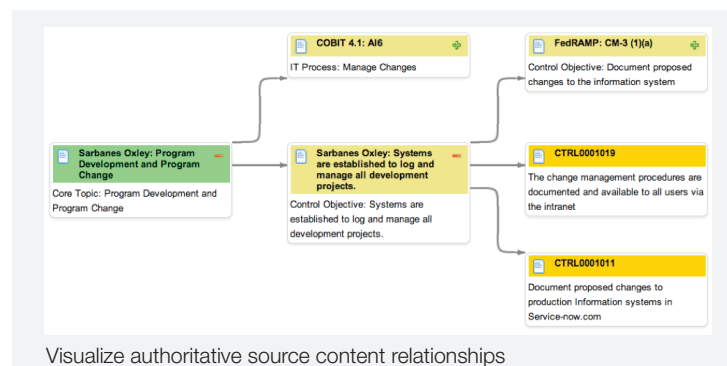 COBIT 4.1: AI6
IT Process: Manage Changes
FedRAMP: CM-3 (1)(a)
Control Objective: Document proposed
changes to the information system
Sarbanes Oxley: Program
Development and Program
Change
Core Topic: Program Development and
Program Change
Sarbanes Oxley: Systems
are established to log and
manage all development
projects.
Control Objective: Systems are
established to log and manage all
development projects.
CTRL0001019
The change management procedures are
documented and available to all users via
the intranet
CTRL0001011
Document proposed changes to
production Information systems in
Service-now.com
Visualize authoritative source content relationships